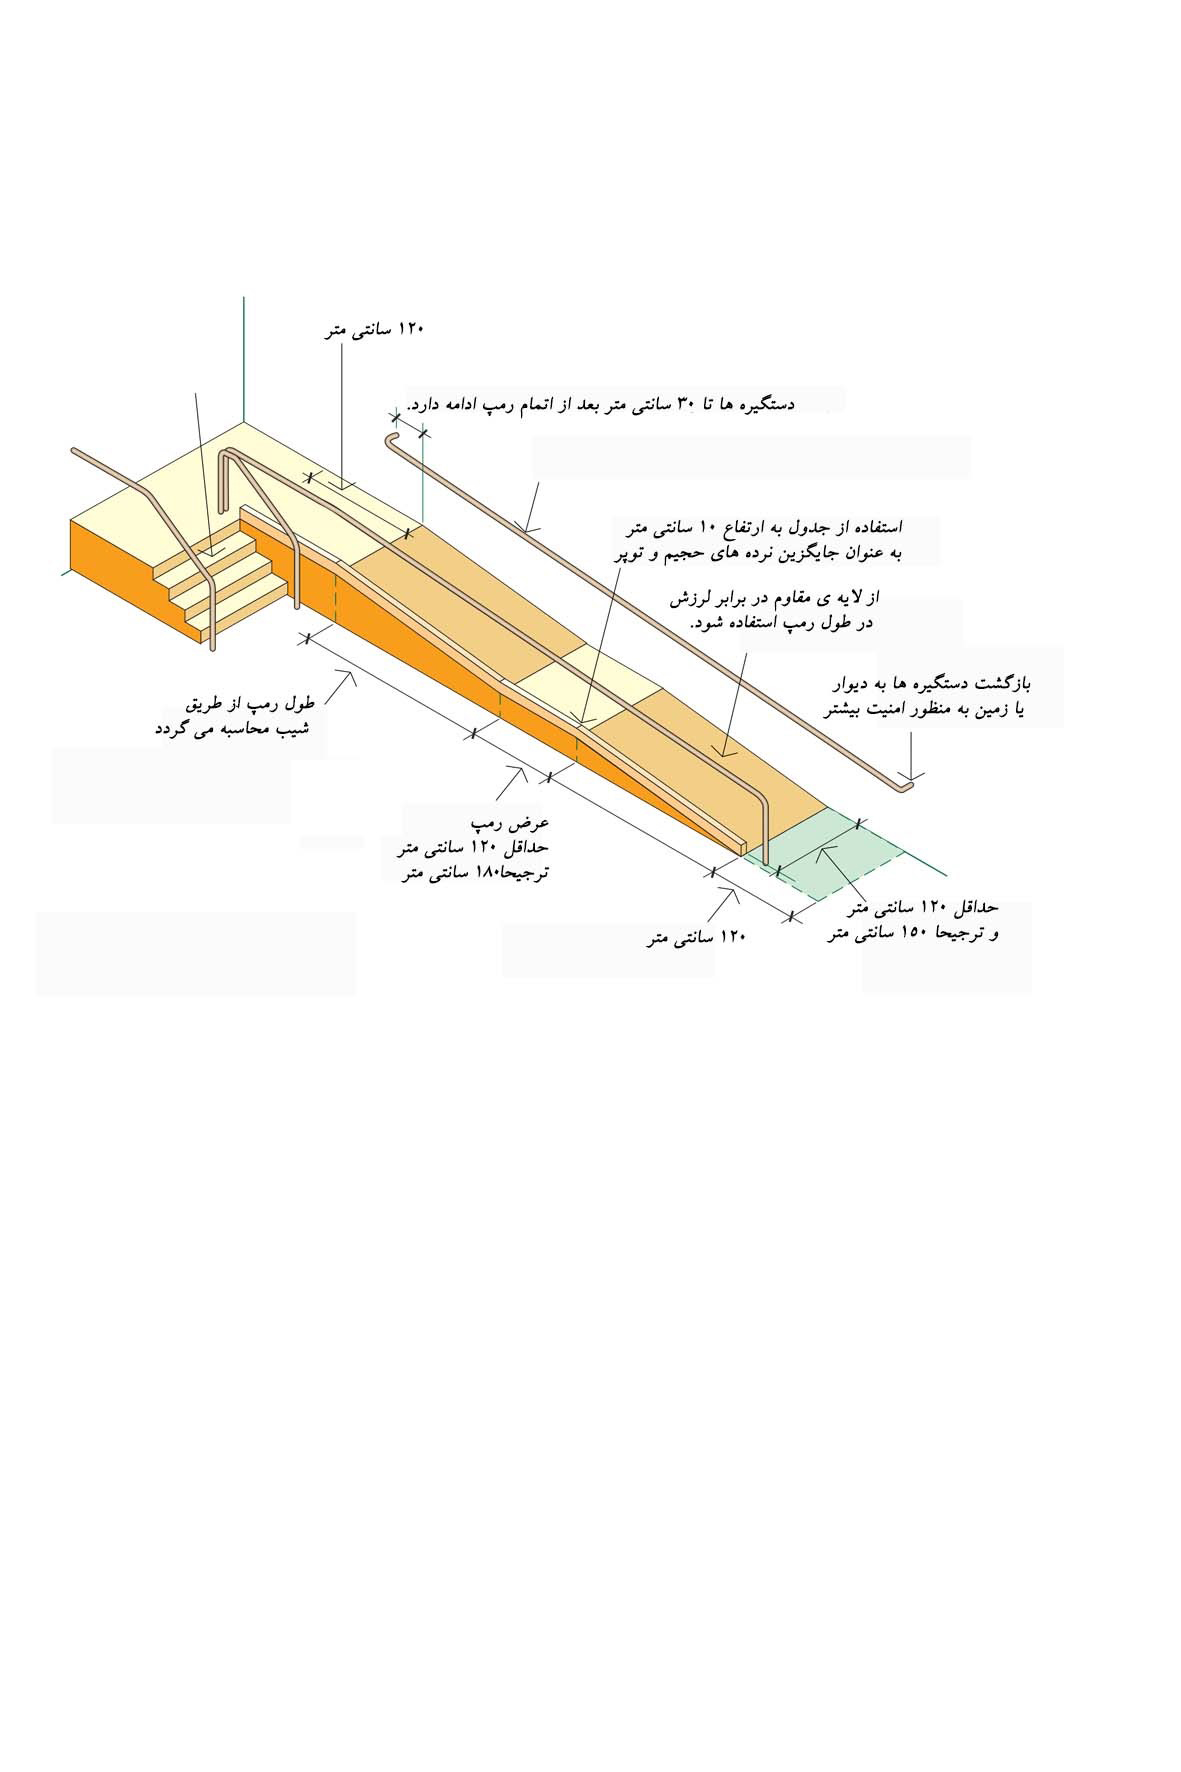 ۱۲۰ سانتی متر
دستگیره ها تا ۳۰ سانتی متر بعد از اتمام رمپ ادامه دارد.
استفاده از جدول به ارتفاع ۱۰ سانتی متر
به عنوان جایگزین نرده های حجیم و توپر
از لایه ی مقاوم در برابر لرزش
در طول رمپ استفاده شود.
بازگشت دستگیره ها به دیوار
یا زمین به منظور امنیت بیشتر
طول رمپ از طریق
شیب محاسبه می گردد
عرض رمپ
حداقل ۱۲۰ سانتی متر
ترجیحا۱۸۰ سانتی متر
حداقل ۱۲۰ سانتی متر
و ترجیحا ۱۵۰ سانتی متر
۱۲۰ سانتی متر